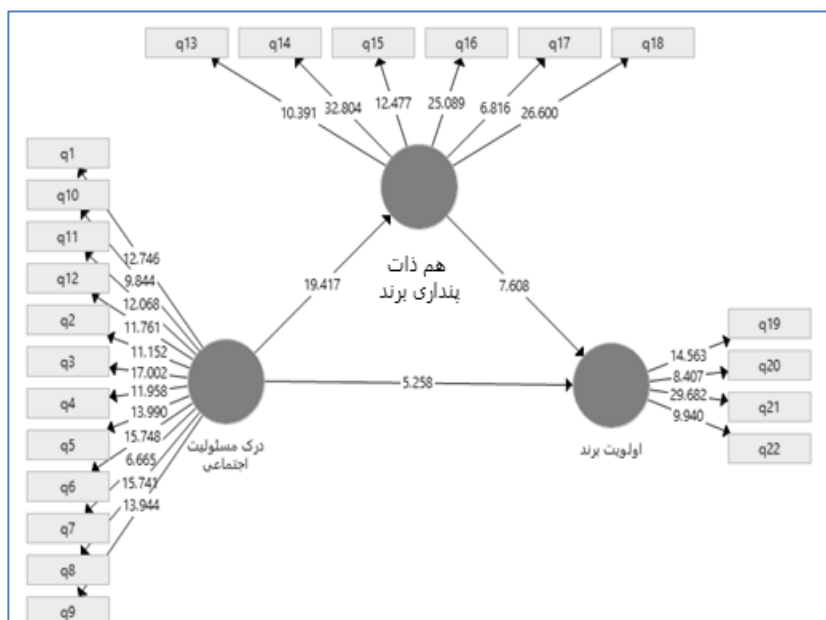 q13 q14 q15 q16 q17 q18
10.391 32.804 12.477 25.089 6.816 26.600
q1
q10
q11
q12
q2
q3
q4
q5
q6
q7
q8
q9
12.746
9.844
12.068
11.761
11.152
17.002
11.958
13.990
15.748
6.665
15.741
13.944
درک مسئولیت
اجتماعی
19.417
هم ذات
پنداری برند
7.608
5.258
اولویت برند
14.563
8.407
29.682
9.940
q19
q20
q21
q22